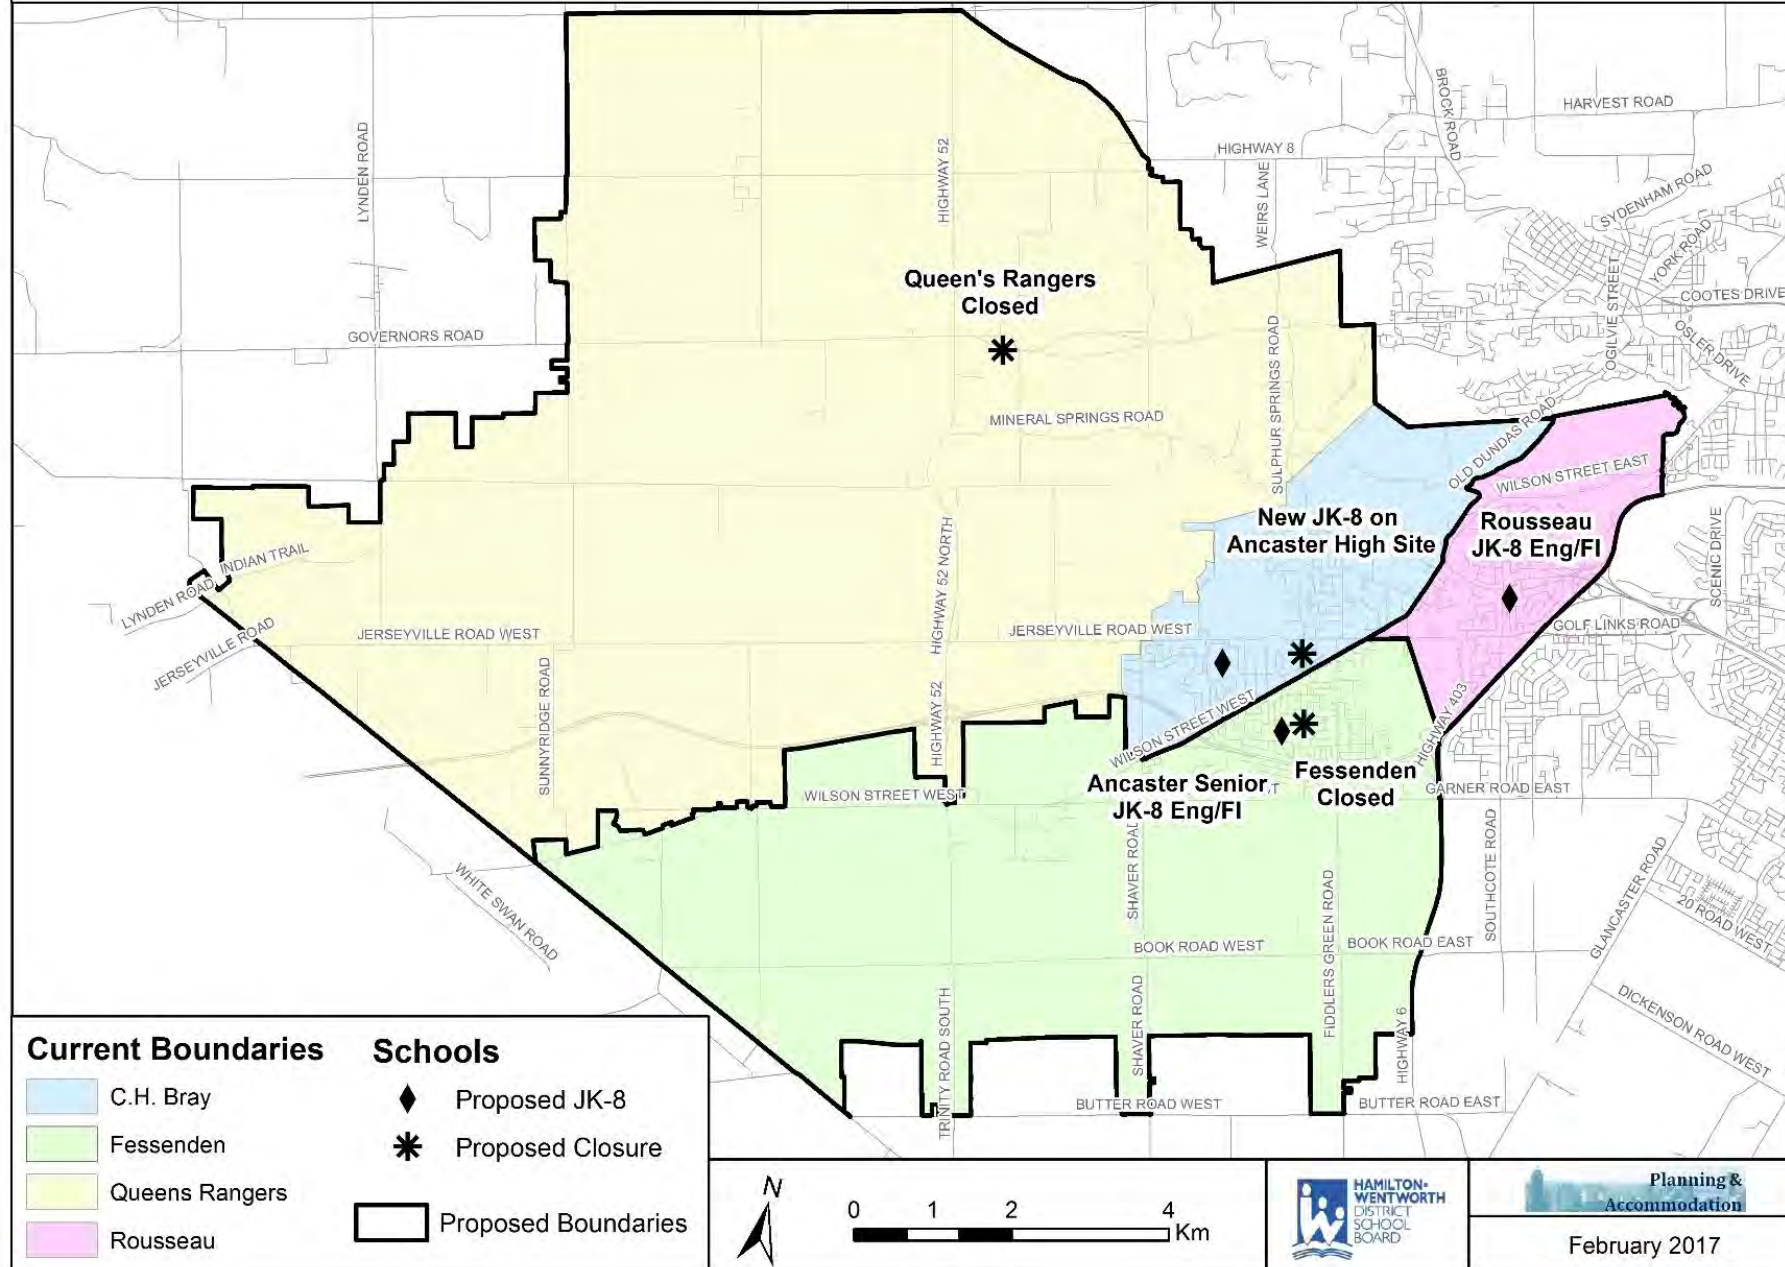 HARVEST ROAD
BROCK ROAD
HIGHWAY 8
LYNDEN ROAD
HIGHWAY 52
WEIRS LANE
SYDENHAM ROAD
YORK ROAD
Queen's Rangers
Closed
OGILVIE STREET
COOTES DRIVE
GOVERNORS ROAD
SULPHUR SPRINGS ROAD
OSLER DRIVE
MINERAL SPRINGS ROAD
OLD DUNDAS ROAD
WILSON STREET EAST
New JK-8 on
Ancaster High Site
Rousseau
JK-8 Eng/FI
SCENIC DRIVE
HIGHWAY 52 NORTH
INDIAN TRAIL
LYNDEN ROAD
JERSEYVILLE ROAD
JERSEYVILLE ROAD WEST
JERSEYVILLE ROAD WEST
GOLF LINKS ROAD
SUNNYRIDGE ROAD
HIGHWAY 52
WILSON STREET WEST
HIGHWAY 403
Ancaster Senior
JK-8 Eng/FI
Fessenden
Closed
WILSON STREET WEST
GARNER ROAD EAST
SHAVER ROAD
SOUTHCOTE ROAD
WHITE SWAN ROAD
FIDDLERS GREEN ROAD
GLANCASTER ROAD
20 ROAD WEST
BOOK ROAD WEST
BOOK ROAD EAST
TRINITY ROAD SOUTH
SHAVER ROAD
HIGHWAY 6
DICKENSON ROAD WEST
BUTTER ROAD WEST
BUTTER ROAD EAST
Current Boundaries
C.H. Bray
Fessenden
Queens Rangers
Rousseau
Schools
Proposed JK-8
Proposed Closure
Proposed Boundaries
N
0 1 2 4
Km
HAMILTON-
WENTWORTH
DISTRICT
SCHOOL
BOARD
Planning &
Accommodation
February 2017